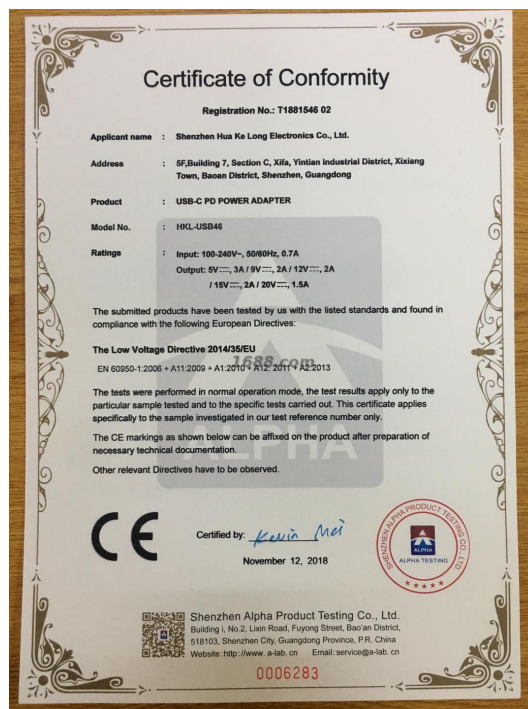 Certificate of Conformity
Registration No.: T1881546 02
Applicant name : Shenzhen Hua Ke Long Electronics Co., Ltd.
Address : 5F,Building 7, Section C, Xifa, Yintian Industrial District, Xixiang
Town, Baoan District, Shenzhen, Guangdong
Product : USB-C PD POWER ADAPTER
Model No. : HKL-USB46
Ratings : Input: 100-240V~, 50/60Hz, 0.7A
Output: 5V⎓, 3A / 9V⎓, 2A / 12V⎓, 2A
/ 15V⎓, 2A / 20V⎓, 1.5A
The submitted products have been tested by us with the listed standards and found in
compliance with the following European Directives:
The Low Voltage Directive 2014/35/EU
1688.com
EN 60950-1:2006 + A11:2009 + A1:2010 + A12: 2011 + A2:2013
The tests were performed in normal operation mode, the test results apply only to the
particular sample tested and to the specific tests carried out. This certificate applies
specifically to the sample investigated in our test reference number only.
The CE markings as shown below can be affixed on the product after preparation of
necessary technical documentation.
ALPHA
Other relevant Directives have to be observed.
CE
Certified by: Kevin Mei
November 12, 2018
SHENZHEN ALPHA PRODUCT TESTING CO., LTD.
ALPHA
ALPHA TESTING
Shenzhen Alpha Product Testing Co., Ltd.
Building i, No.2, Lixin Road, Fuyong Street, Bao'an District,
518103, Shenzhen City, Guangdong Province, P.R. China
Website:http://www. a-lab. cn Email:service@a-lab. cn
0006283